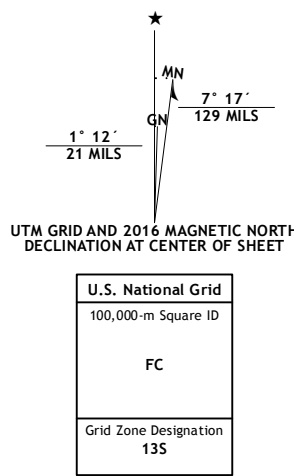 ★
MN
7° 17´
129 MILS
GN
1° 12´
21 MILS
UTM GRID AND 2016 MAGNETIC NORTH
DECLINATION AT CENTER OF SHEET
U.S. National Grid
100,000-m Square ID
FC
Grid Zone Designation
13S